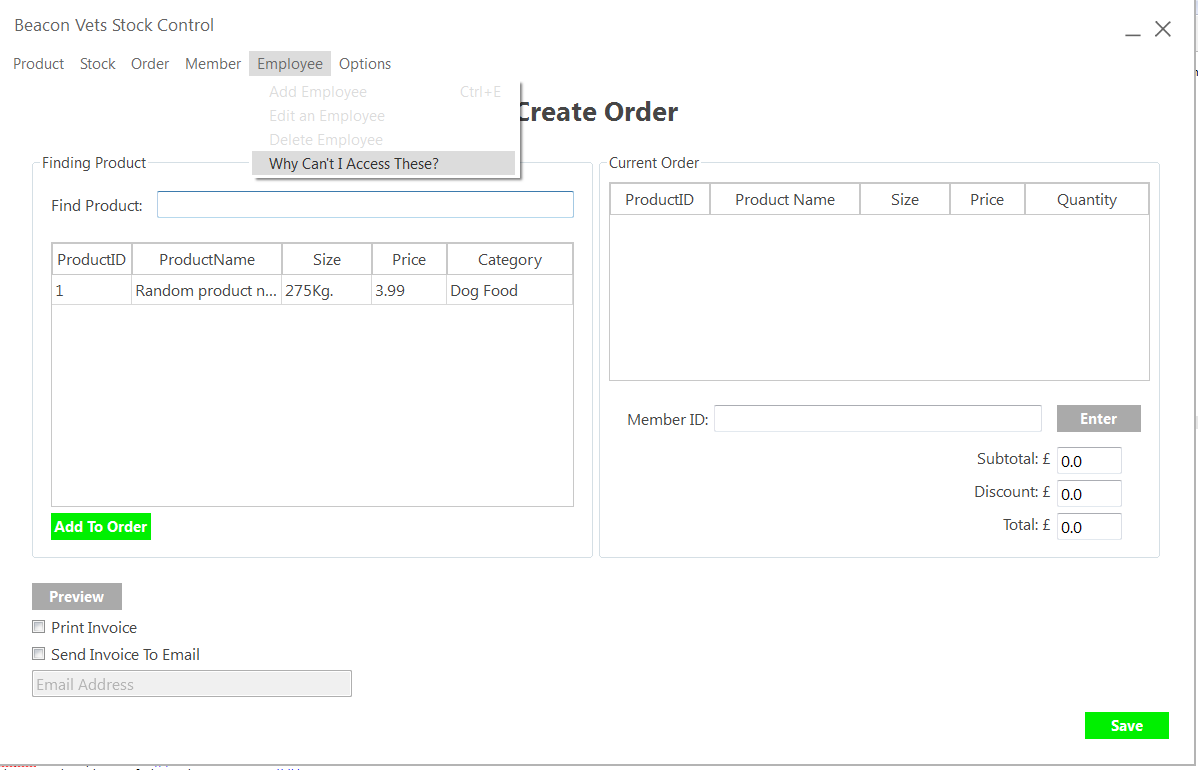 Beacon Vets Stock Control
Product Stock Order Member Employee Options
Add Employee Ctrl+E
Edit an Employee
Delete Employee
Why Can't I Access These?
Create Order
Finding Product
Find Product:
ProductID ProductName Size Price Category
1 Random product n... 275Kg. 3.99 Dog Food
Add To Order
Current Order
ProductID Product Name Size Price Quantity
Member ID: Enter
Subtotal: £ 0.0
Discount: £ 0.0
Total: £ 0.0
Preview
Print Invoice
Send Invoice To Email
Email Address
Save